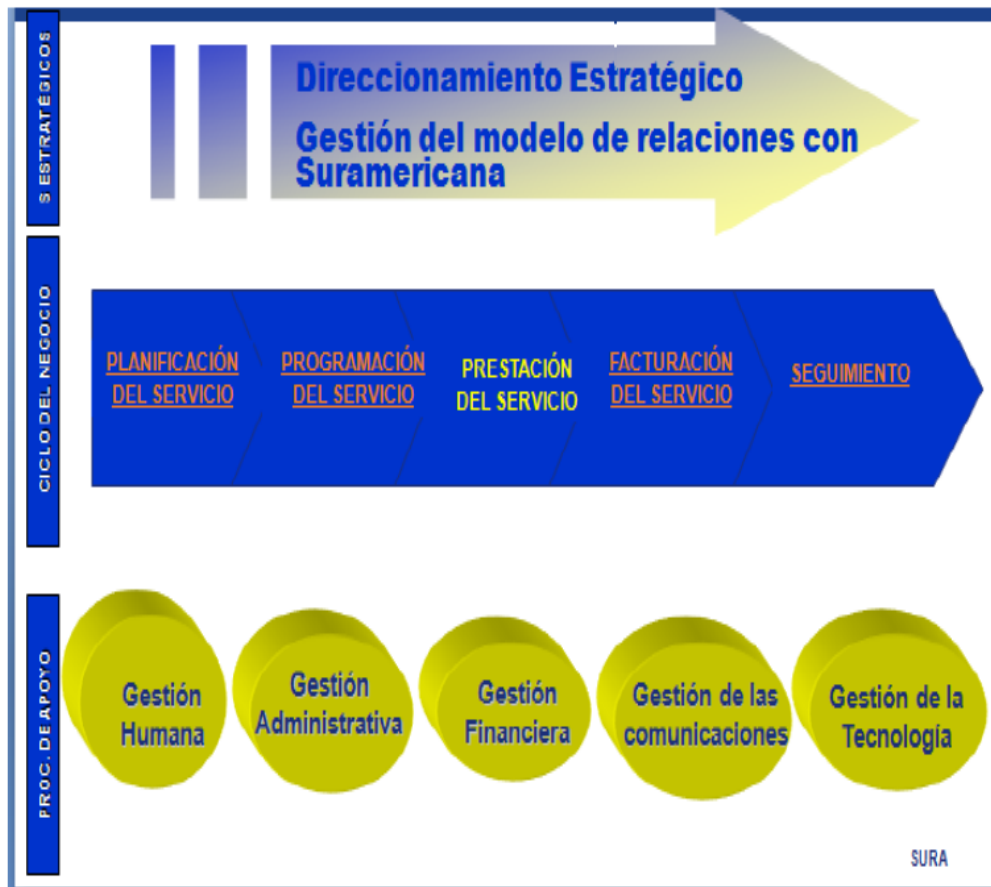 S ESTRATÉGICOS
Direccionamiento Estratégico
Gestión del modelo de relaciones con
Suramericana
CICLO DEL NEGOCIO
PLANIFICACIÓN
DEL SERVICIO
PROGRAMACIÓN
DEL SERVICIO
PRESTACIÓN
DEL SERVICIO
FACTURACIÓN
DEL SERVICIO
SEGUIMIENTO
PROC. DE APOYO
Gestión
Humana
Gestión
Administrativa
Gestión
Financiera
Gestión de las
comunicaciones
Gestión de la
Tecnología
SURA